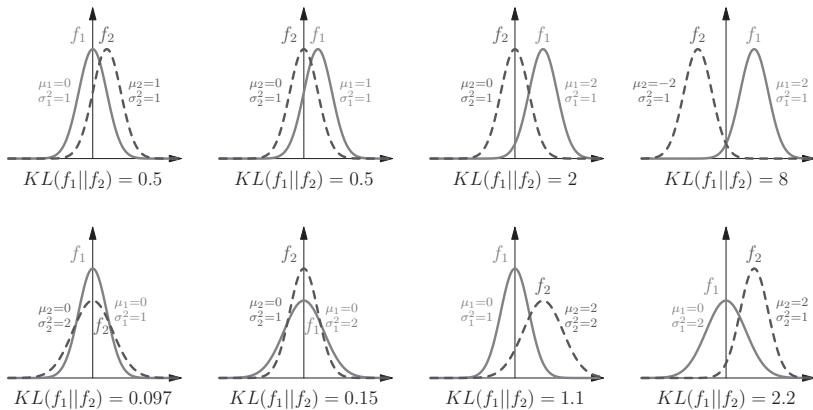 f₁ f₂
μ₁=0
σ₁²=1
μ₂=1
σ₂²=1
KL(f₁||f₂) = 0.5
f₂ f₁
μ₂=0
σ₂²=1
μ₁=1
σ₁²=1
KL(f₁||f₂) = 0.5
f₂ f₁
μ₂=0
σ₂²=1
μ₁=2
σ₁²=1
KL(f₁||f₂) = 2
f₂ f₁
μ₂=−2
σ₂²=1
μ₁=2
σ₁²=1
KL(f₁||f₂) = 8
f₁
μ₂=0
σ₂²=2
μ₁=0
σ₁²=1
f₂
KL(f₁||f₂) = 0.097
f₂
μ₂=0
σ₂²=1
μ₁=0
σ₁²=2
f₁
KL(f₁||f₂) = 0.15
f₁
f₂
μ₁=0
σ₁²=1
μ₂=2
σ₂²=2
KL(f₁||f₂) = 1.1
f₂
f₁
μ₁=0
σ₁²=2
μ₂=2
σ₂²=1
KL(f₁||f₂) = 2.2